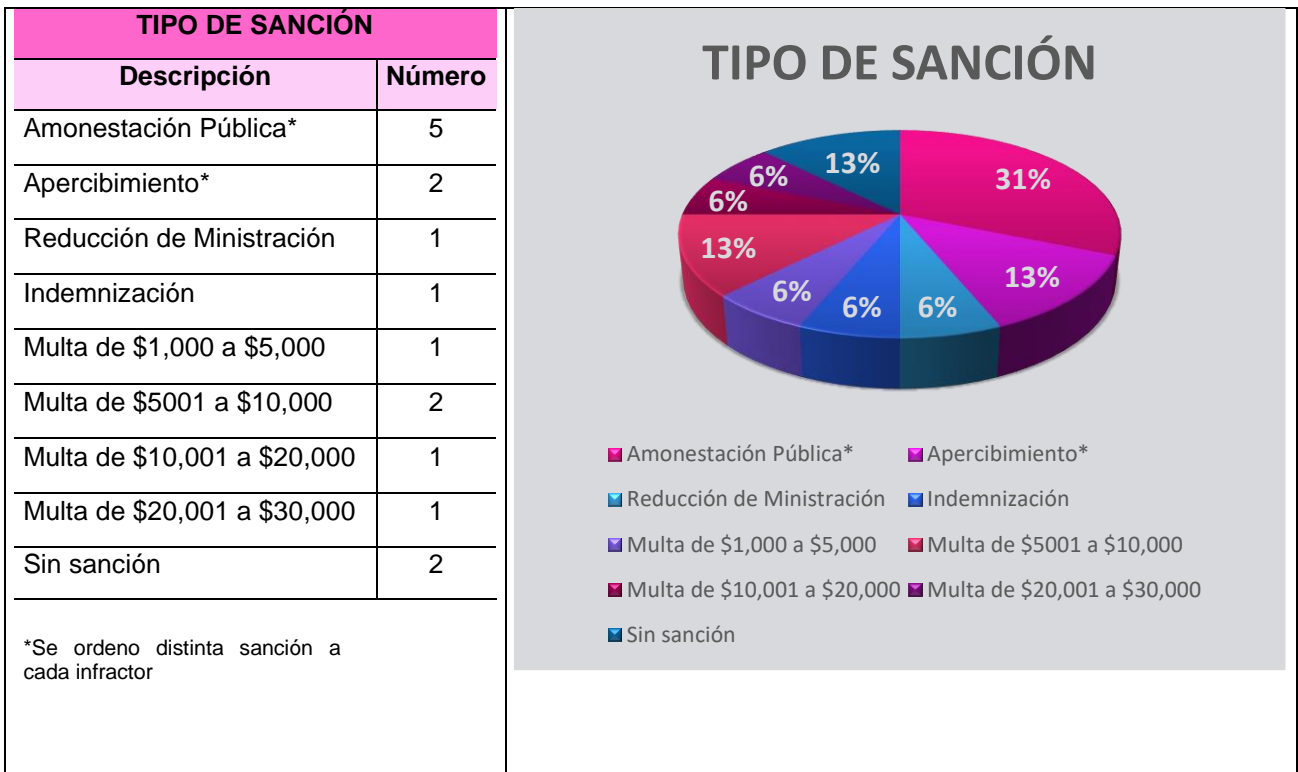 TIPO DE SANCIÓN
Descripción Número
Amonestación Pública* 5
Apercibimiento* 2
Reducción de Ministración 1
Indemnización 1
Multa de $1,000 a $5,000 1
Multa de $5001 a $10,000 2
Multa de $10,001 a $20,000 1
Multa de $20,001 a $30,000 1
Sin sanción 2
*Se ordeno distinta sanción a
cada infractor
TIPO DE SANCIÓN
31%
13%
6%
6%
6%
13%
6%
6%
13%
Amonestación Pública* Apercibimiento*
Reducción de Ministración Indemnización
Multa de $1,000 a $5,000 Multa de $5001 a $10,000
Multa de $10,001 a $20,000 Multa de $20,001 a $30,000
Sin sanción